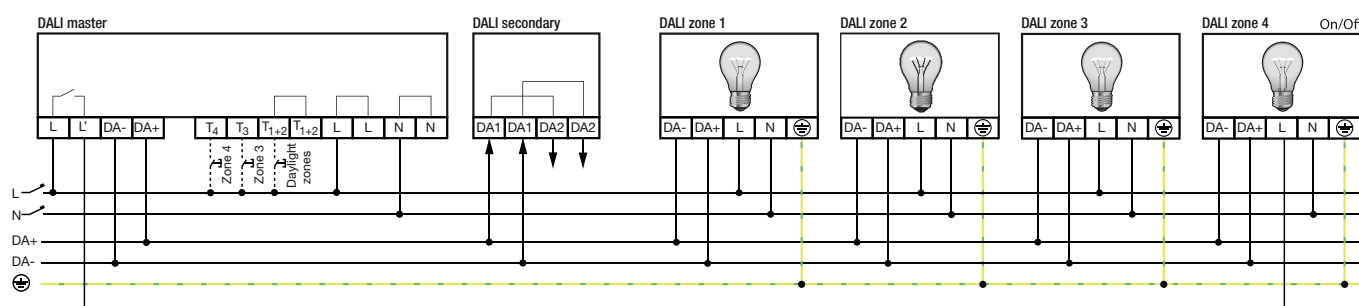 DALI master
DALI secondary
DALI zone 1
DALI zone 2
DALI zone 3
DALI zone 4
On/Off
L L' DA- DA+ T4 T3 T1+2 T1+2 L L N N
DA1 DA1 DA2 DA2
DA- DA+ L N
DA- DA+ L N
DA- DA+ L N
DA- DA+ L N
Zone 4
Zone 3
Daylight
zones
L
N
DA+
DA-